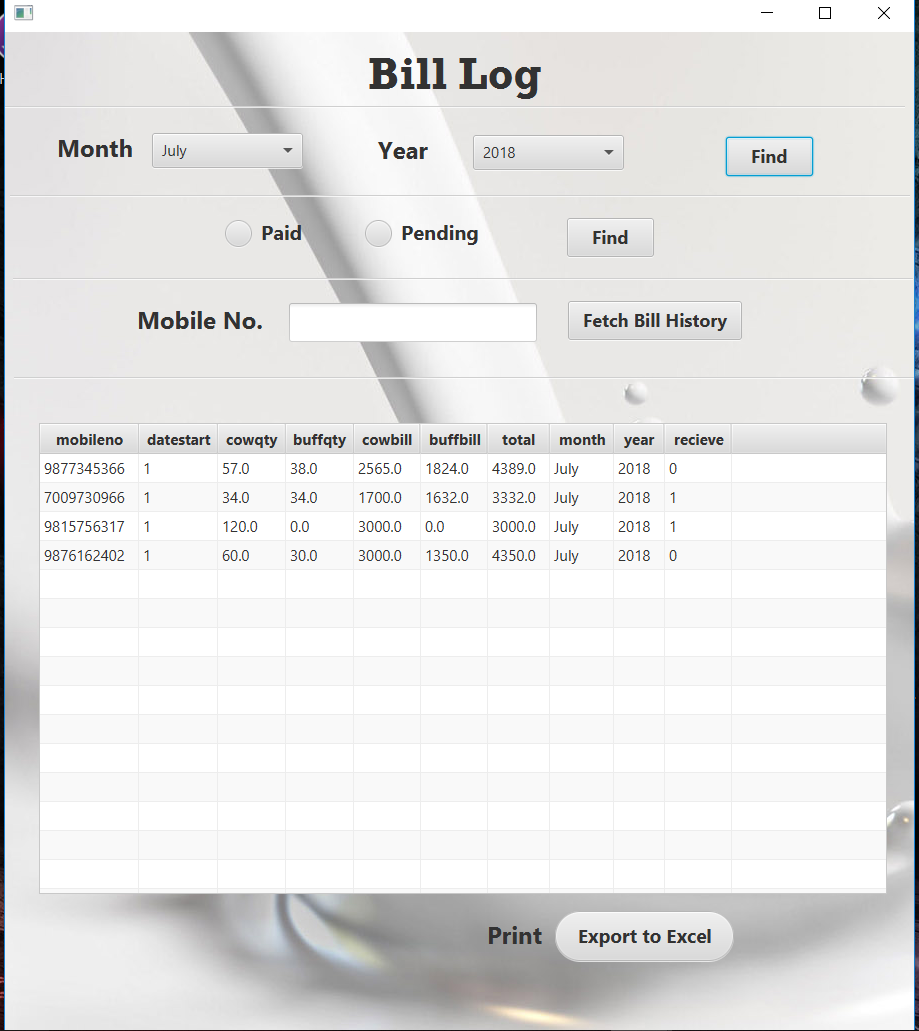 Bill Log
Month July Year 2018 Find
Paid Pending Find
Mobile No. Fetch Bill History
mobileno datestart cowqty buffqty cowbill buffbill total month year recieve
9877345366 1 57.0 38.0 2565.0 1824.0 4389.0 July 2018 0
7009730966 1 34.0 34.0 1700.0 1632.0 3332.0 July 2018 1
9815756317 1 120.0 0.0 3000.0 0.0 3000.0 July 2018 1
9876162402 1 60.0 30.0 3000.0 1350.0 4350.0 July 2018 0
Print Export to Excel